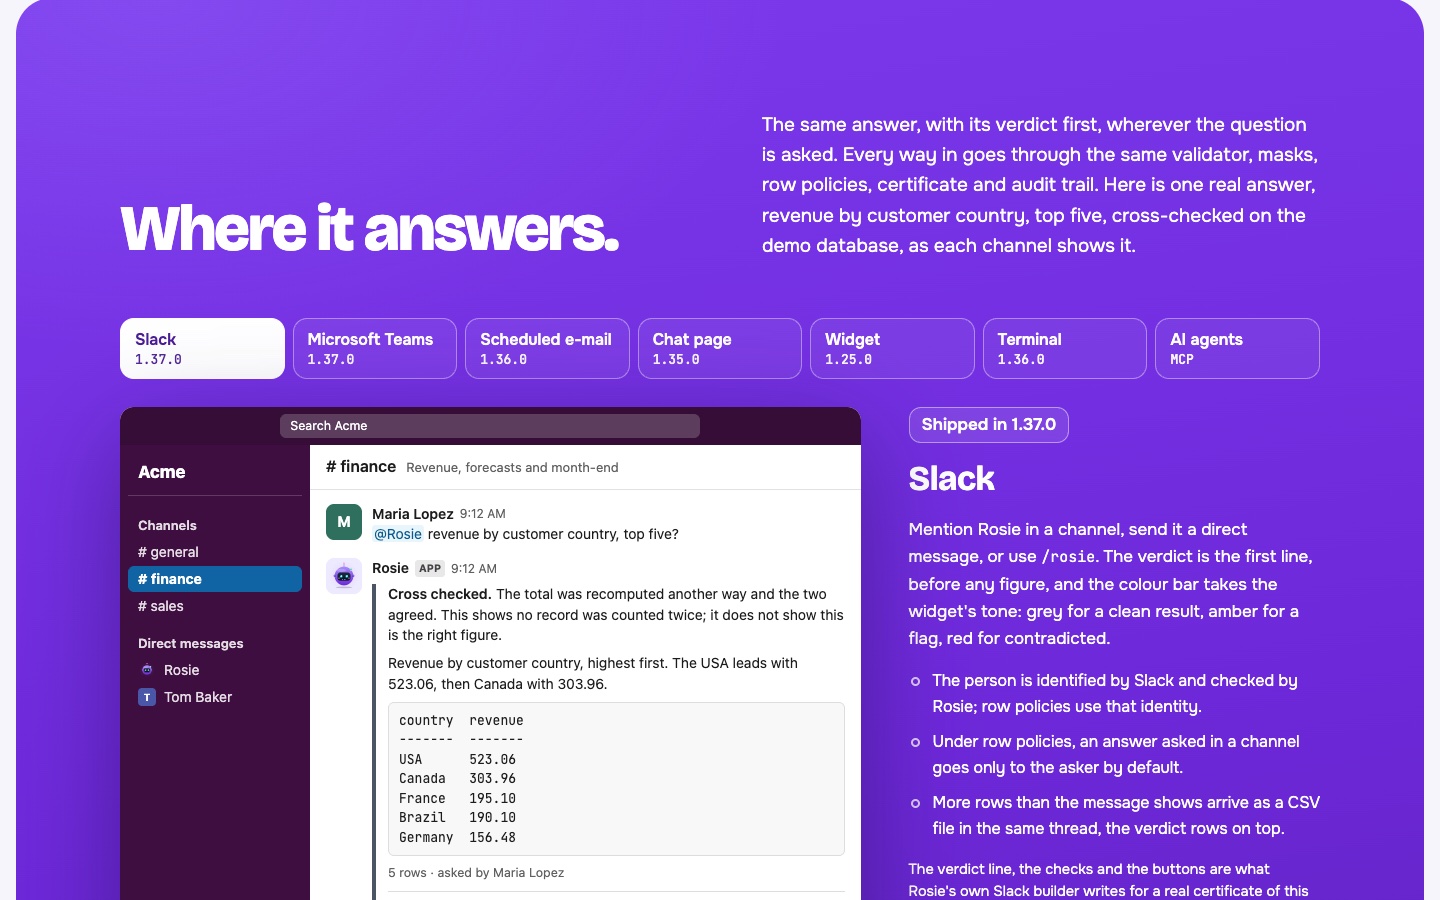 The same answer, with its verdict first, wherever the question
is asked. Every way in goes through the same validator, masks,
row policies, certificate and audit trail. Here is one real answer,
revenue by customer country, top five, cross-checked on the
demo database, as each channel shows it.
Where it answers.
Slack
1.37.0
Microsoft Teams
1.37.0
Scheduled e-mail
1.36.0
Chat page
1.35.0
Widget
1.25.0
Terminal
1.36.0
AI agents
MCP
Search Acme
Acme
Channels
# general
# finance
# sales
Direct messages
Rosie
T Tom Baker
# finance Revenue, forecasts and month-end
M Maria Lopez 9:12 AM
@Rosie revenue by customer country, top five?
Rosie APP 9:12 AM
Cross checked. The total was recomputed another way and the two
agreed. This shows no record was counted twice; it does not show this
is the right figure.
Revenue by customer country, highest first. The USA leads with
523.06, then Canada with 303.96.
country revenue
------- -------
USA 523.06
Canada 303.96
France 195.10
Brazil 190.10
Germany 156.48
5 rows · asked by Maria Lopez
Shipped in 1.37.0
Slack
Mention Rosie in a channel, send it a direct
message, or use /rosie. The verdict is the first line,
before any figure, and the colour bar takes the
widget's tone: grey for a clean result, amber for a
flag, red for contradicted.
The person is identified by Slack and checked by
Rosie; row policies use that identity.
Under row policies, an answer asked in a channel
goes only to the asker by default.
More rows than the message shows arrive as a CSV
file in the same thread, the verdict rows on top.
The verdict line, the checks and the buttons are what
Rosie's own Slack builder writes for a real certificate of this